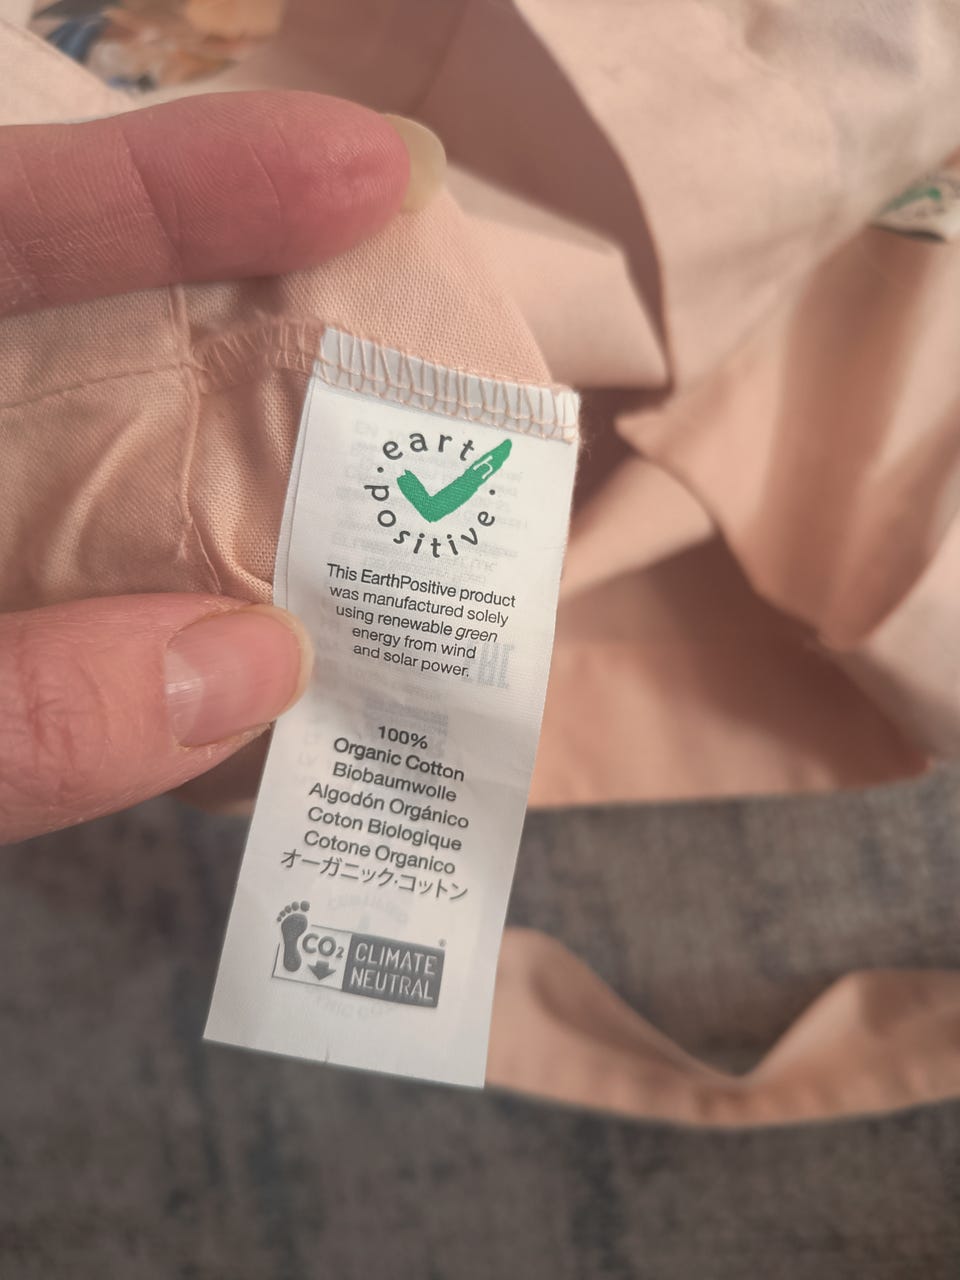 earth
positive
This EarthPositive product
was manufactured solely
using renewable green
energy from wind
and solar power.
100%
Organic Cotton
Biobaumwolle
Algodón Orgánico
Coton Biologique
Cotone Organico
オーガニック·コットン
CO₂ CLIMATE
NEUTRAL